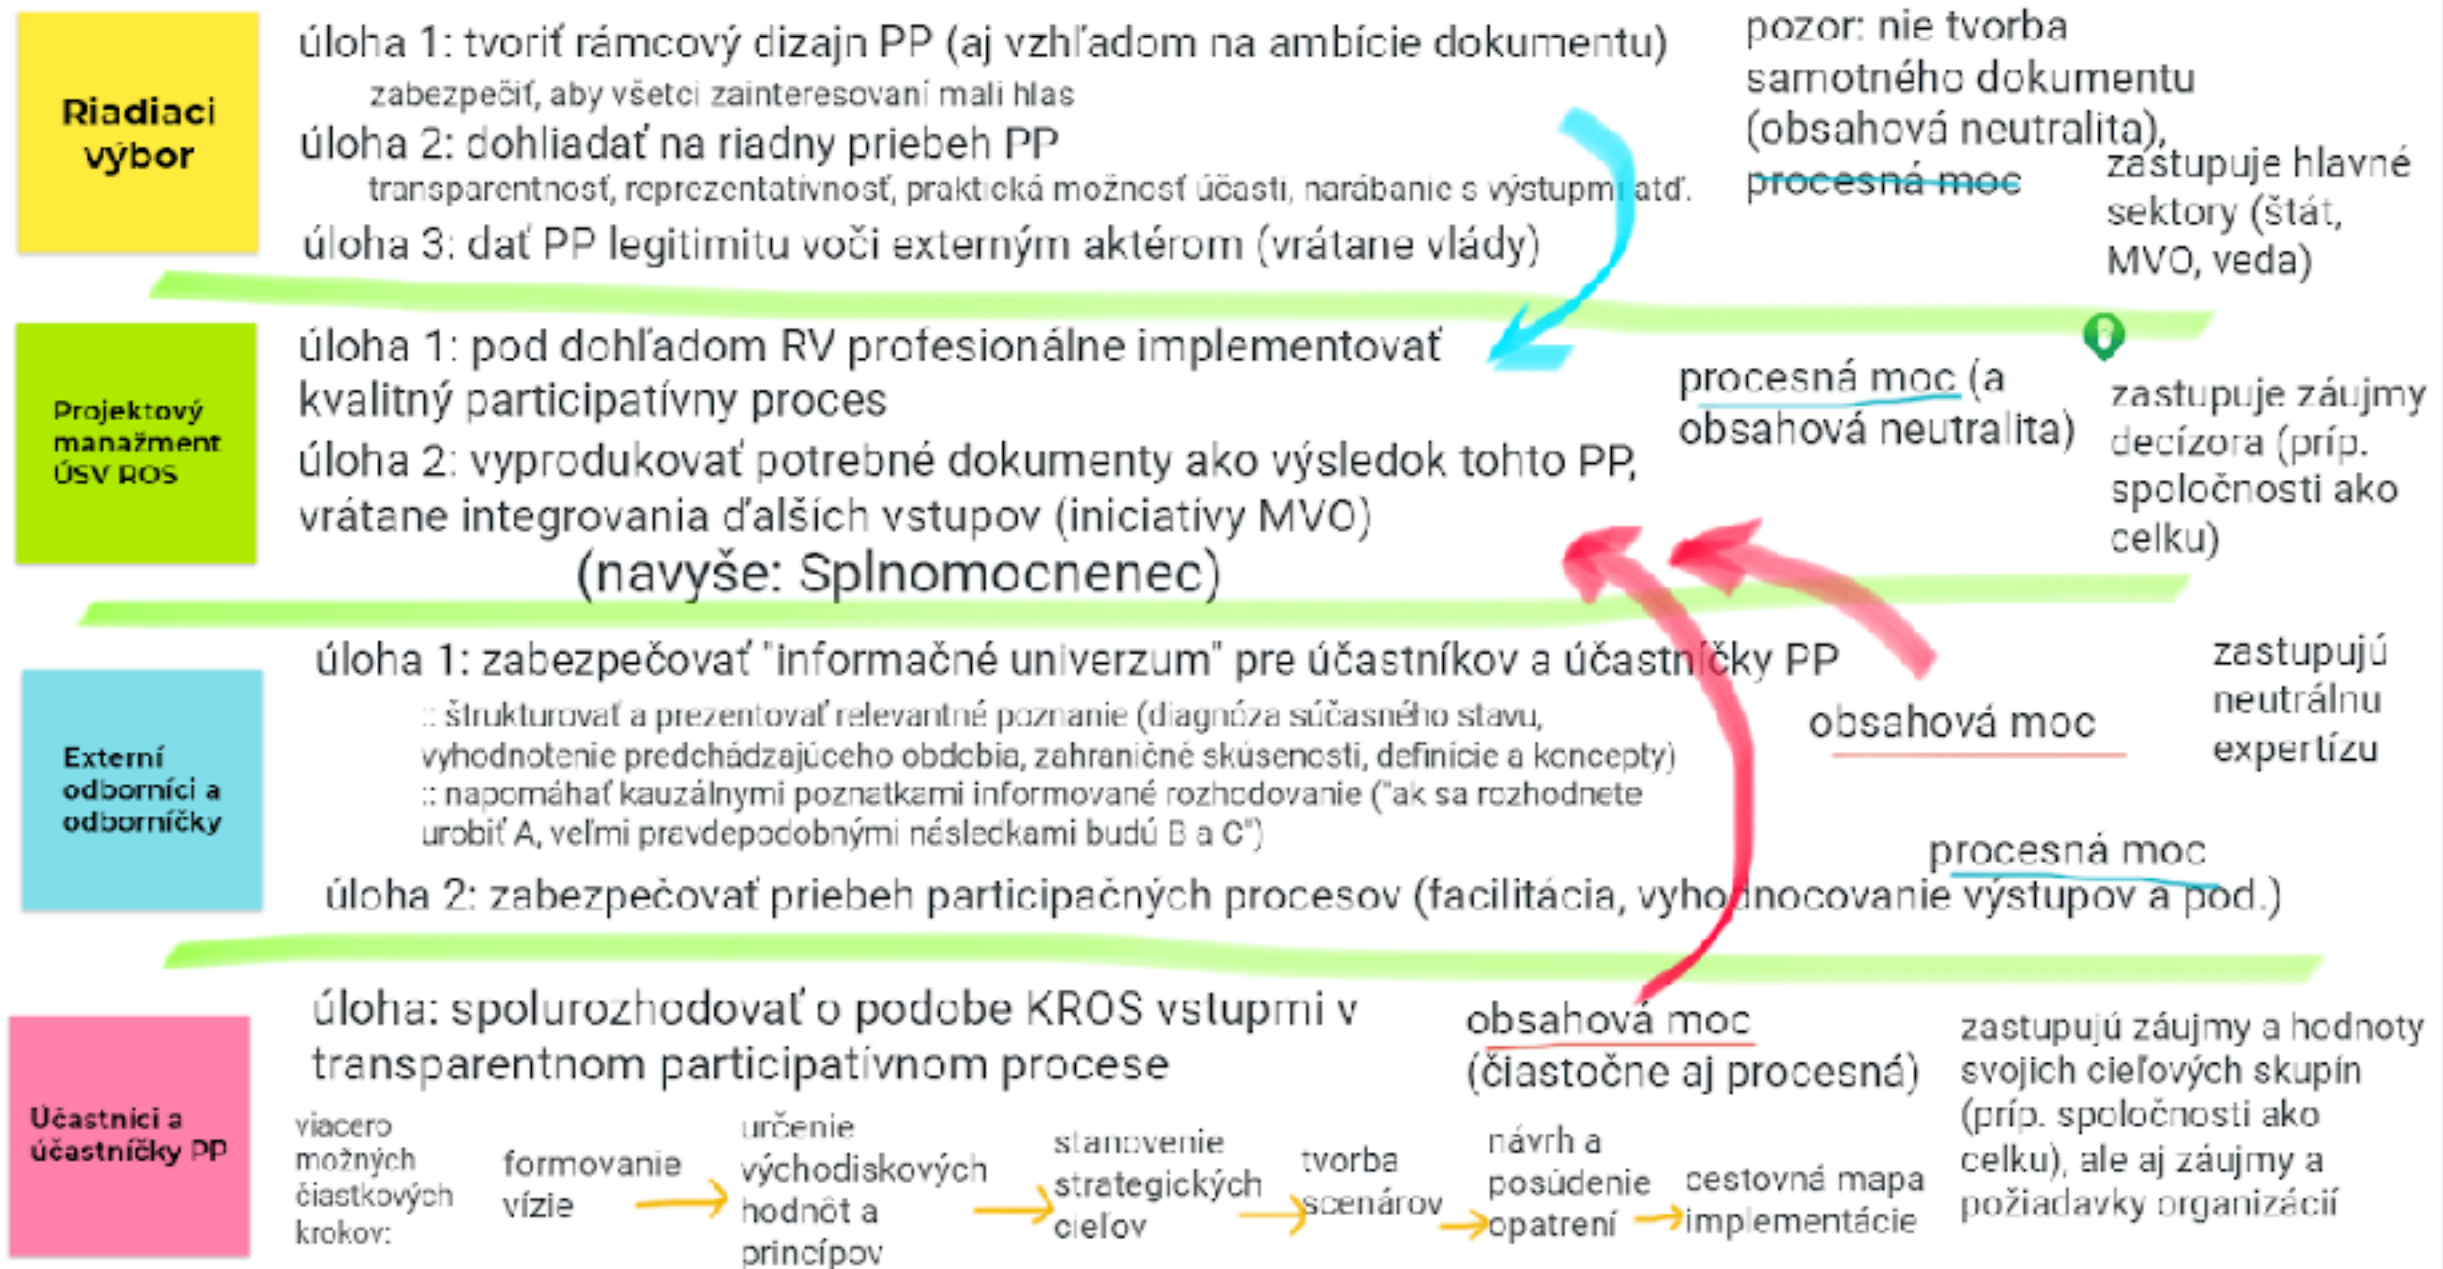 Riadiaci
výbor
úloha 1: tvoriť rámcový dizajn PP (aj vzhľadom na ambície dokumentu)
zabezpečiť, aby všetci zainteresovaní mali hlas
úloha 2: dohliadať na riadny priebeh PP
transparentnosť, reprezentatívnosť, praktická možnosť účasti, narábanie s výstupmi atď.
úloha 3: dať PP legitimitu voči externým aktérom (vrátane vlády)
pozor: nie tvorba
samotného dokumentu
(obsahová neutralita),
procesná moc
zastupuje hlavné
sektory (štát,
MVO, veda)
Projektový
manažment
ÚSV ROS
úloha 1: pod dohľadom RV profesionálne implementovať
kvalitný participatívny proces
úloha 2: vyprodukovať potrebné dokumenty ako výsledok tohto PP,
vrátane integrovania ďalších vstupov (iniciatívy MVO)
(navyše: Splnomocnenec)
procesná moc (a
obsahová neutralita)
zastupuje záujmy
decízora (príp.
spoločnosti ako
celku)
Externí
odborníci a
odborníčky
úloha 1: zabezpečovať "informačné univerzum" pre účastníkov a účastníčky PP
:: štrukturovať a prezentovať relevantné poznanie (diagnóza súčasného stavu,
vyhodnotenie predchádzajúceho obdobia, zahraničné skúsenosti, definície a koncepty)
:: napomáhať kauzálnymi poznatkami informované rozhodovanie ("ak sa rozhodnete
urobiť A, veľmi pravdepodobnými následkami budú B a C")
úloha 2: zabezpečovať priebeh participačných procesov (facilitácia, vyhodnocovanie výstupov a pod.)
obsahová moc
procesná moc
zastupujú
neutrálnu
expertízu
Účastníci a
účastníčky PP
úloha: spolurozhodovať o podobe KROS vstupmi v
transparentnom participatívnom procese
obsahová moc
(čiastočne aj procesná)
zastupujú záujmy a hodnoty
svojich cieľových skupín
(príp. spoločnosti ako
celku), ale aj záujmy a
požiadavky organizácií
viacero
možných
čiastkových
krokov:
formovanie
vízie
určenie
východiskových
hodnôt a
princípov
stanovenie
strategických
cieľov
tvorba
scenárov
návrh a
posúdenie
opatrení
cestovná mapa
implementácie